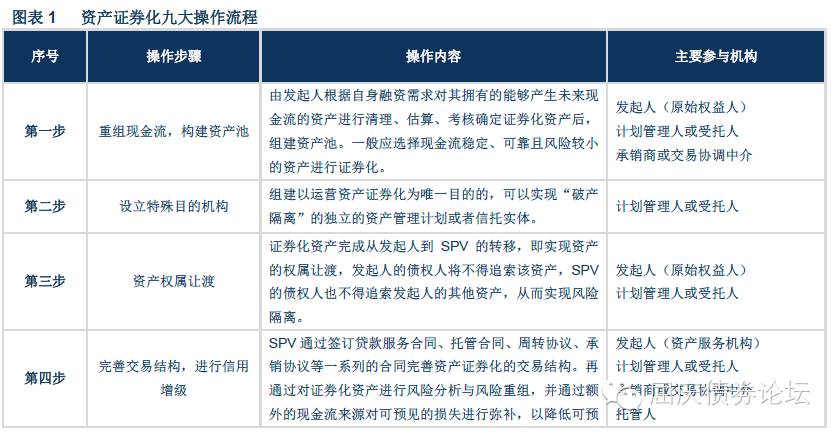 图表 1 资产证券化九大操作流程
序号 操作步骤 操作内容 主要参与机构
第一步
重组现金流，构建资产池
由发起人根据自身融资需求对其拥有的能够产生未来现
金流的资产进行清理、估算、考核确定证券化资产后，
组建资产池。一般应选择现金流稳定、可靠且风险较小
的资产进行证券化。
发起人（原始权益人）
计划管理人或受托人
承销商或交易协调中介
第二步
设立特殊目的机构
组建以运营资产证券化为唯一目的的，可以实现“破产
隔离”的独立的资产管理计划或者信托实体。
计划管理人或受托人
第三步
资产权属让渡
证券化资产完成从发起人到 SPV 的转移，即实现资产
的权属让渡，发起人的债权人将不得追索该资产，SPV
的债权人也不得追索发起人的其他资产，从而实现风险
隔离。
发起人（原始权益人）
计划管理人或受托人
第四步
完善交易结构，进行信用
增级
SPV 通过签订贷款服务合同、托管合同、周转协议、承
销协议等一系列的合同完善资产证券化的交易结构。再
通过对证券化资产进行风险分析与风险重组，并通过额
外的现金流来源对可预见的损失进行弥补，以降低可预
发起人（资产服务机构）
计划管理人或受托人
承销商或交易协调中介
托管人
债券论坛